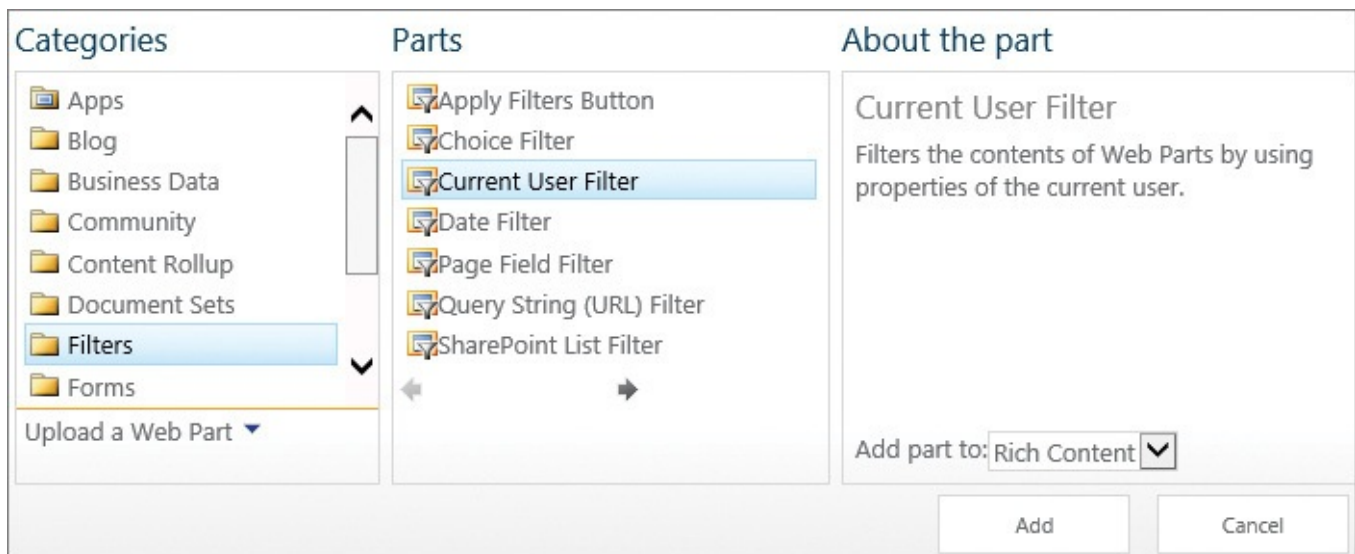 Categories
Apps
Blog
Business Data
Community
Content Rollup
Document Sets
Filters
Forms
Upload a Web Part
Parts
Apply Filters Button
Choice Filter
Current User Filter
Date Filter
Page Field Filter
Query String (URL) Filter
SharePoint List Filter
About the part
Current User Filter
Filters the contents of Web Parts by using
properties of the current user.
Add part to: Rich Content
Add
Cancel